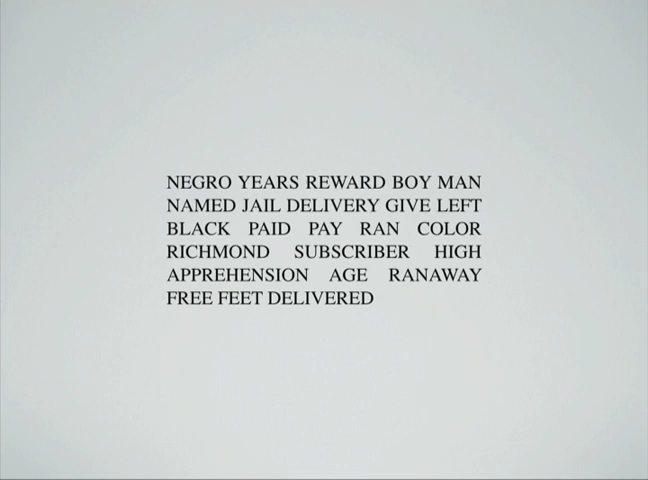 NEGRO YEARS REWARD BOY MAN
NAMED JAIL DELIVERY GIVE LEFT
BLACK PAID PAY RAN COLOR
RICHMOND SUBSCRIBER HIGH
APPREHENSION AGE RANAWAY
FREE FEET DELIVERED